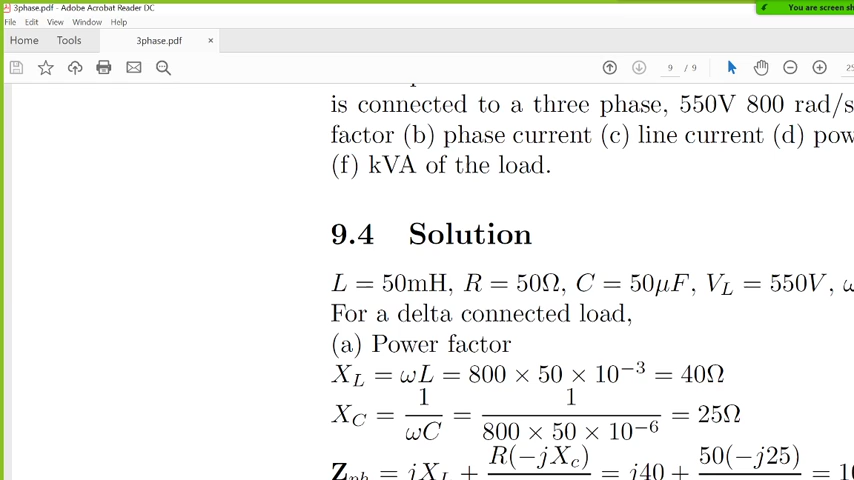 3phase.pdf - Adobe Acrobat Reader DC
You are screen sh
File Edit View Window Help
Home Tools 3phase.pdf ×
9 / 9
is connected to a three phase, 550V 800 rad/s
factor (b) phase current (c) line current (d) pow
(f) kVA of the load.
9.4 Solution
L = 50mH, R = 50Ω, C = 50μF, V_L = 550V, ω
For a delta connected load,
(a) Power factor
X_L = ωL = 800 × 50 × 10⁻³ = 40Ω
X_C = 1/ωC = 1/(800 × 50 × 10⁻⁶) = 25Ω
Z_ph = jX_L + R(−jX_c) = j40 + 50(−j25) = 10